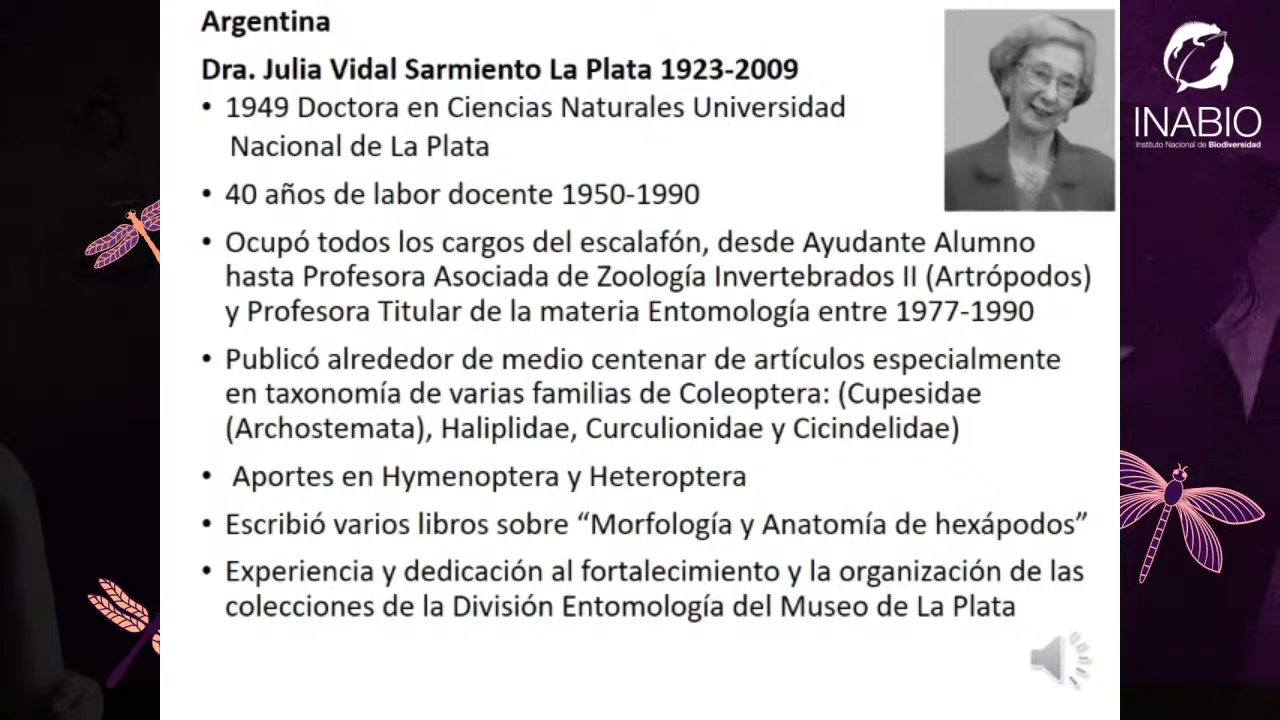 Argentina
Dra. Julia Vidal Sarmiento La Plata 1923-2009
• 1949 Doctora en Ciencias Naturales Universidad
Nacional de La Plata
• 40 años de labor docente 1950-1990
• Ocupó todos los cargos del escalafón, desde Ayudante Alumno
hasta Profesora Asociada de Zoología Invertebrados II (Artrópodos)
y Profesora Titular de la materia Entomología entre 1977-1990
• Publicó alrededor de medio centenar de artículos especialmente
en taxonomía de varias familias de Coleoptera: (Cupesidae
(Archostemata), Haliplidae, Curculionidae y Cicindelidae)
• Aportes en Hymenoptera y Heteroptera
• Escribió varios libros sobre “Morfología y Anatomía de hexápodos”
• Experiencia y dedicación al fortalecimiento y la organización de las
colecciones de la División Entomología del Museo de La Plata
INABIO
Instituto Nacional de Biodiversidad